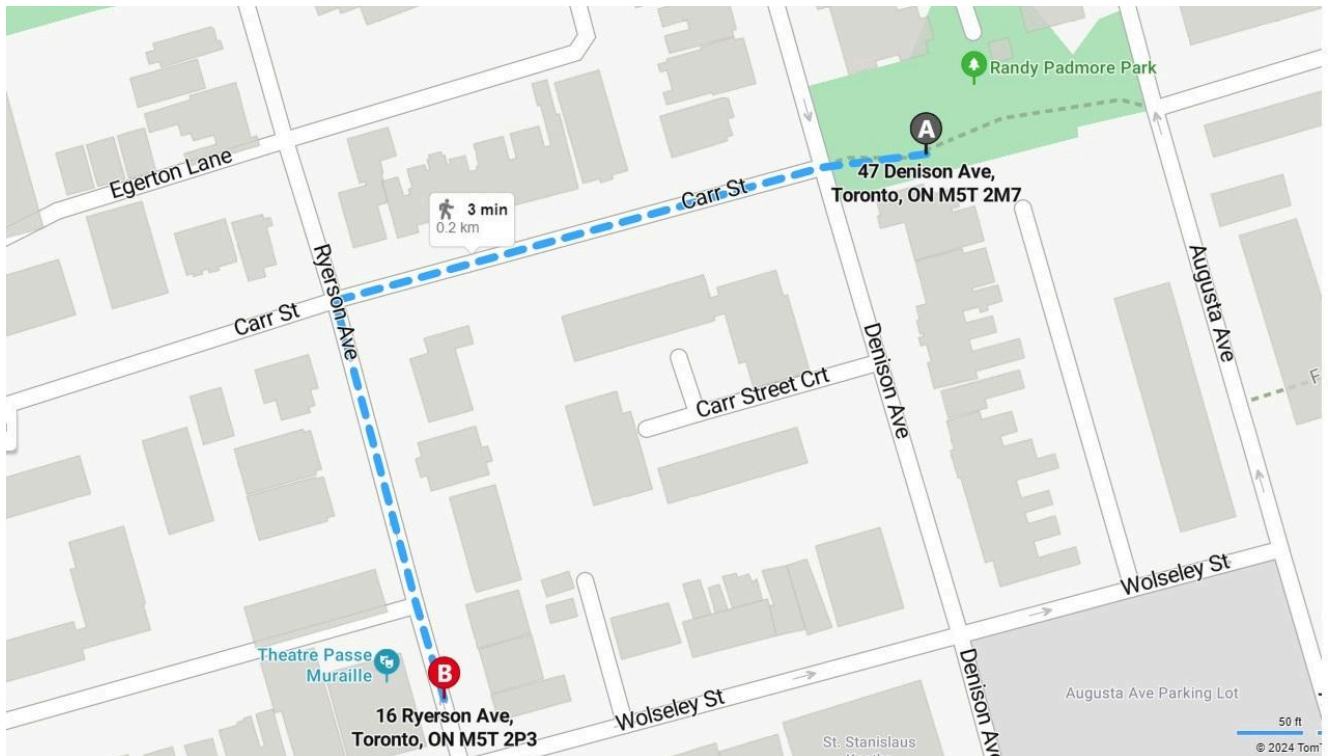 Randy Padmore Park
A
47 Denison Ave,
Toronto, ON M5T 2M7
Egerton Lane
Carr St
3 min
0.2 km
Ryerson Ave
Carr St
Augusta Ave
Denison Ave
Carr Street Crt
F
Wolseley St
Theatre Passe
Muraille
B
16 Ryerson Ave,
Toronto, ON M5T 2P3
Wolseley St
Denison Ave
Augusta Ave Parking Lot
St. Stanislaus
50 ft
© 2024 Tom